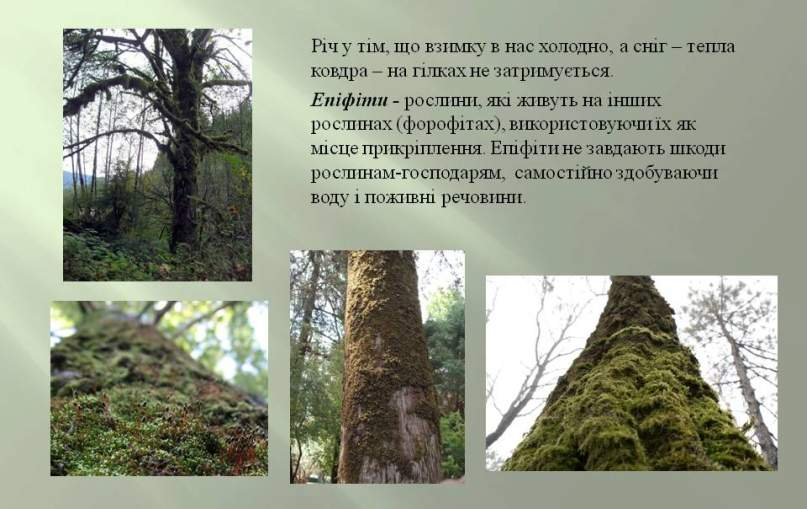 Річ у тім, що взимку в нас холодно, а сніг – тепла
ковдра – на гілках не затримується.
Епіфіти - рослини, які живуть на інших
рослинах (форофітах), використовуючи їх як
місце прикріплення. Епіфіти не завдають шкоди
рослинам-господарям, самостійно здобуваючи
воду і поживні речовини.